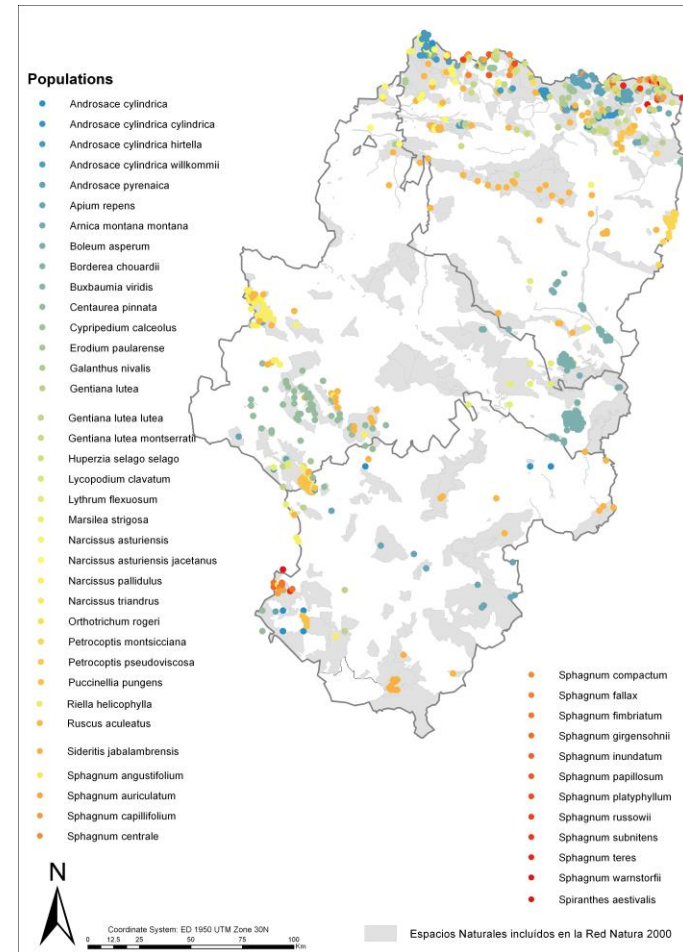 Populations
Androsace cylindrica
Androsace cylindrica cylindrica
Androsace cylindrica hirtella
Androsace cylindrica willkommii
Androsace pyrenaica
Apium repens
Arnica montana montana
Boleum asperum
Borderea chouardii
Buxbaumia viridis
Centaurea pinnata
Cypripedium calceolus
Erodium paularense
Galanthus nivalis
Gentiana lutea
Gentiana lutea lutea
Gentiana lutea montserratii
Huperzia selago selago
Lycopodium clavatum
Lythrum flexuosum
Marsilea strigosa
Narcissus asturiensis
Narcissus asturiensis jacetanus
Narcissus pallidulus
Narcissus triandrus
Orthotrichum rogeri
Petrocoptis montsicciana
Petrocoptis pseudoviscosa
Puccinellia pungens
Riella helicophylla
Ruscus aculeatus
Sideritis jabalambrensis
Sphagnum angustifolium
Sphagnum auriculatum
Sphagnum capillifolium
Sphagnum centrale
Sphagnum compactum
Sphagnum fallax
Sphagnum fimbriatum
Sphagnum girgensohnii
Sphagnum inundatum
Sphagnum papillosum
Sphagnum platyphyllum
Sphagnum russowii
Sphagnum subnitens
Sphagnum teres
Sphagnum warnstorfii
Spiranthes aestivalis
N
Coordinate System: ED 1950 UTM Zone 30N
0 12.5 25 50 75 100
Km
Espacios Naturales incluídos en la Red Natura 2000